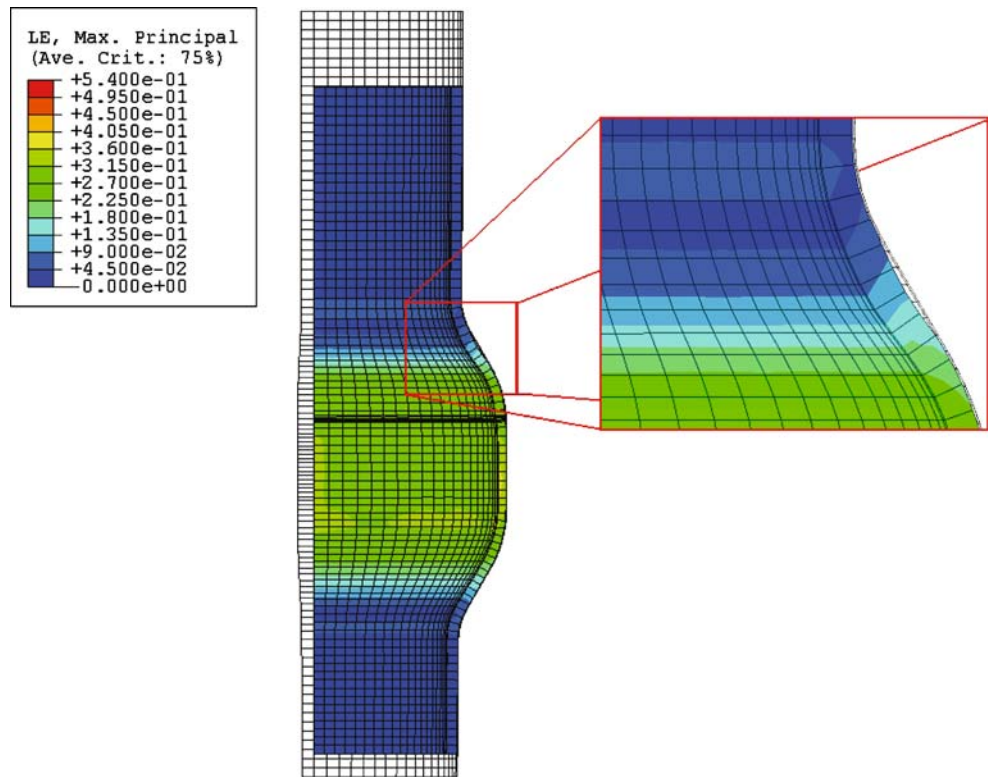 LE, Max. Principal
(Ave. Crit.: 75%)
+5.400e-01
+4.950e-01
+4.500e-01
+4.050e-01
+3.600e-01
+3.150e-01
+2.700e-01
+2.250e-01
+1.800e-01
+1.350e-01
+9.000e-02
+4.500e-02
0.000e+00